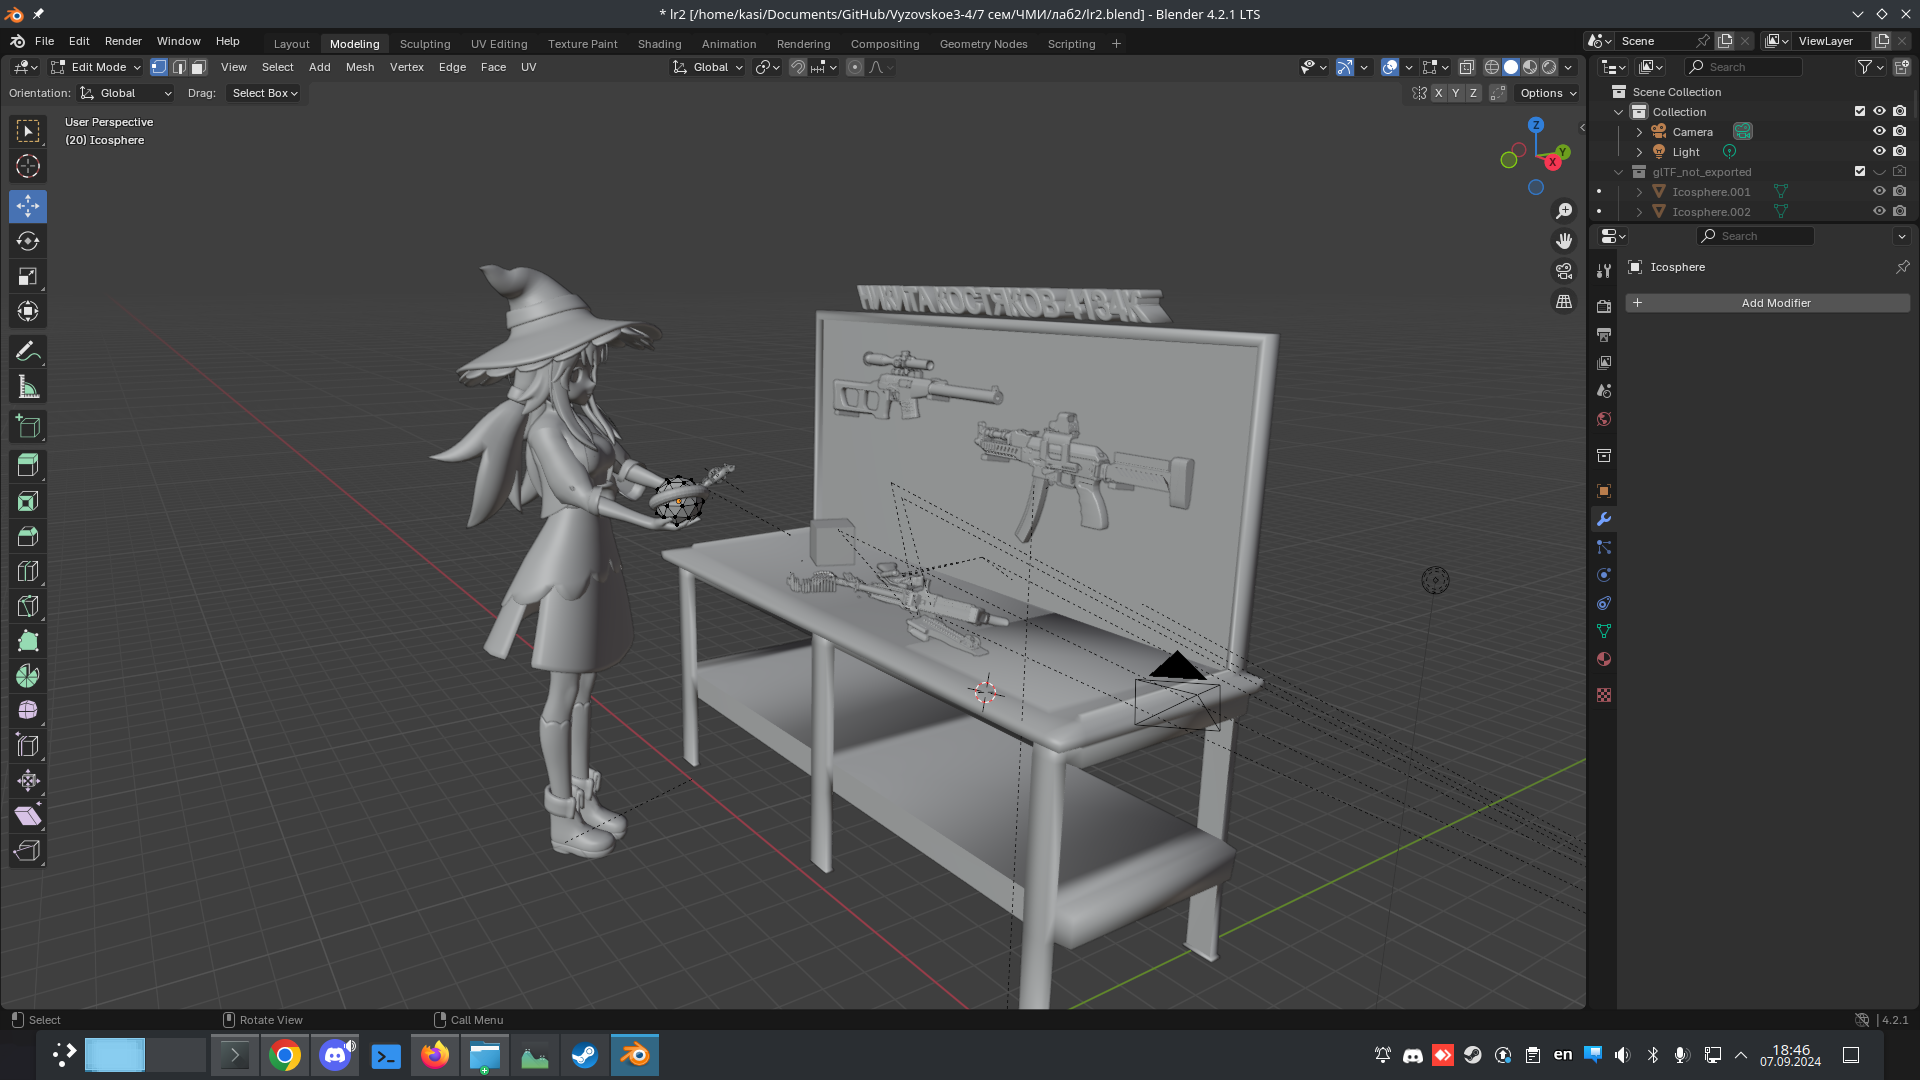 * lr2 [/home/kasi/Documents/GitHub/Vyzovskoe3-4/7 сем/ЧМИ/лаб2/lr2.blend] - Blender 4.2.1 LTS
File Edit Render Window Help
Layout Modeling Sculpting UV Editing Texture Paint Shading Animation Rendering Compositing Geometry Nodes Scripting +
Scene
ViewLayer
Edit Mode View Select Add Mesh Vertex Edge Face UV
Global
Search
Orientation: Global Drag: Select Box
X Y Z Options
User Perspective
(20) Icosphere
Z
Y
X
Scene Collection
Collection
Camera
Light
glTF_not_exported
Icosphere.001
Icosphere.002
Search
Icosphere
+ Add Modifier
НИКИТА КОСТЯКОВ
Select Rotate View Call Menu
4.2.1
en
18:46
07.09.2024